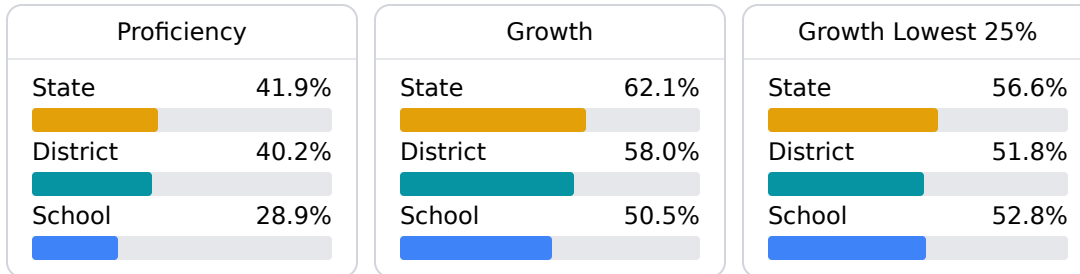 Proficiency
State 41.9%
District 40.2%
School 28.9%
Growth
State 62.1%
District 58.0%
School 50.5%
Growth Lowest 25%
State 56.6%
District 51.8%
School 52.8%